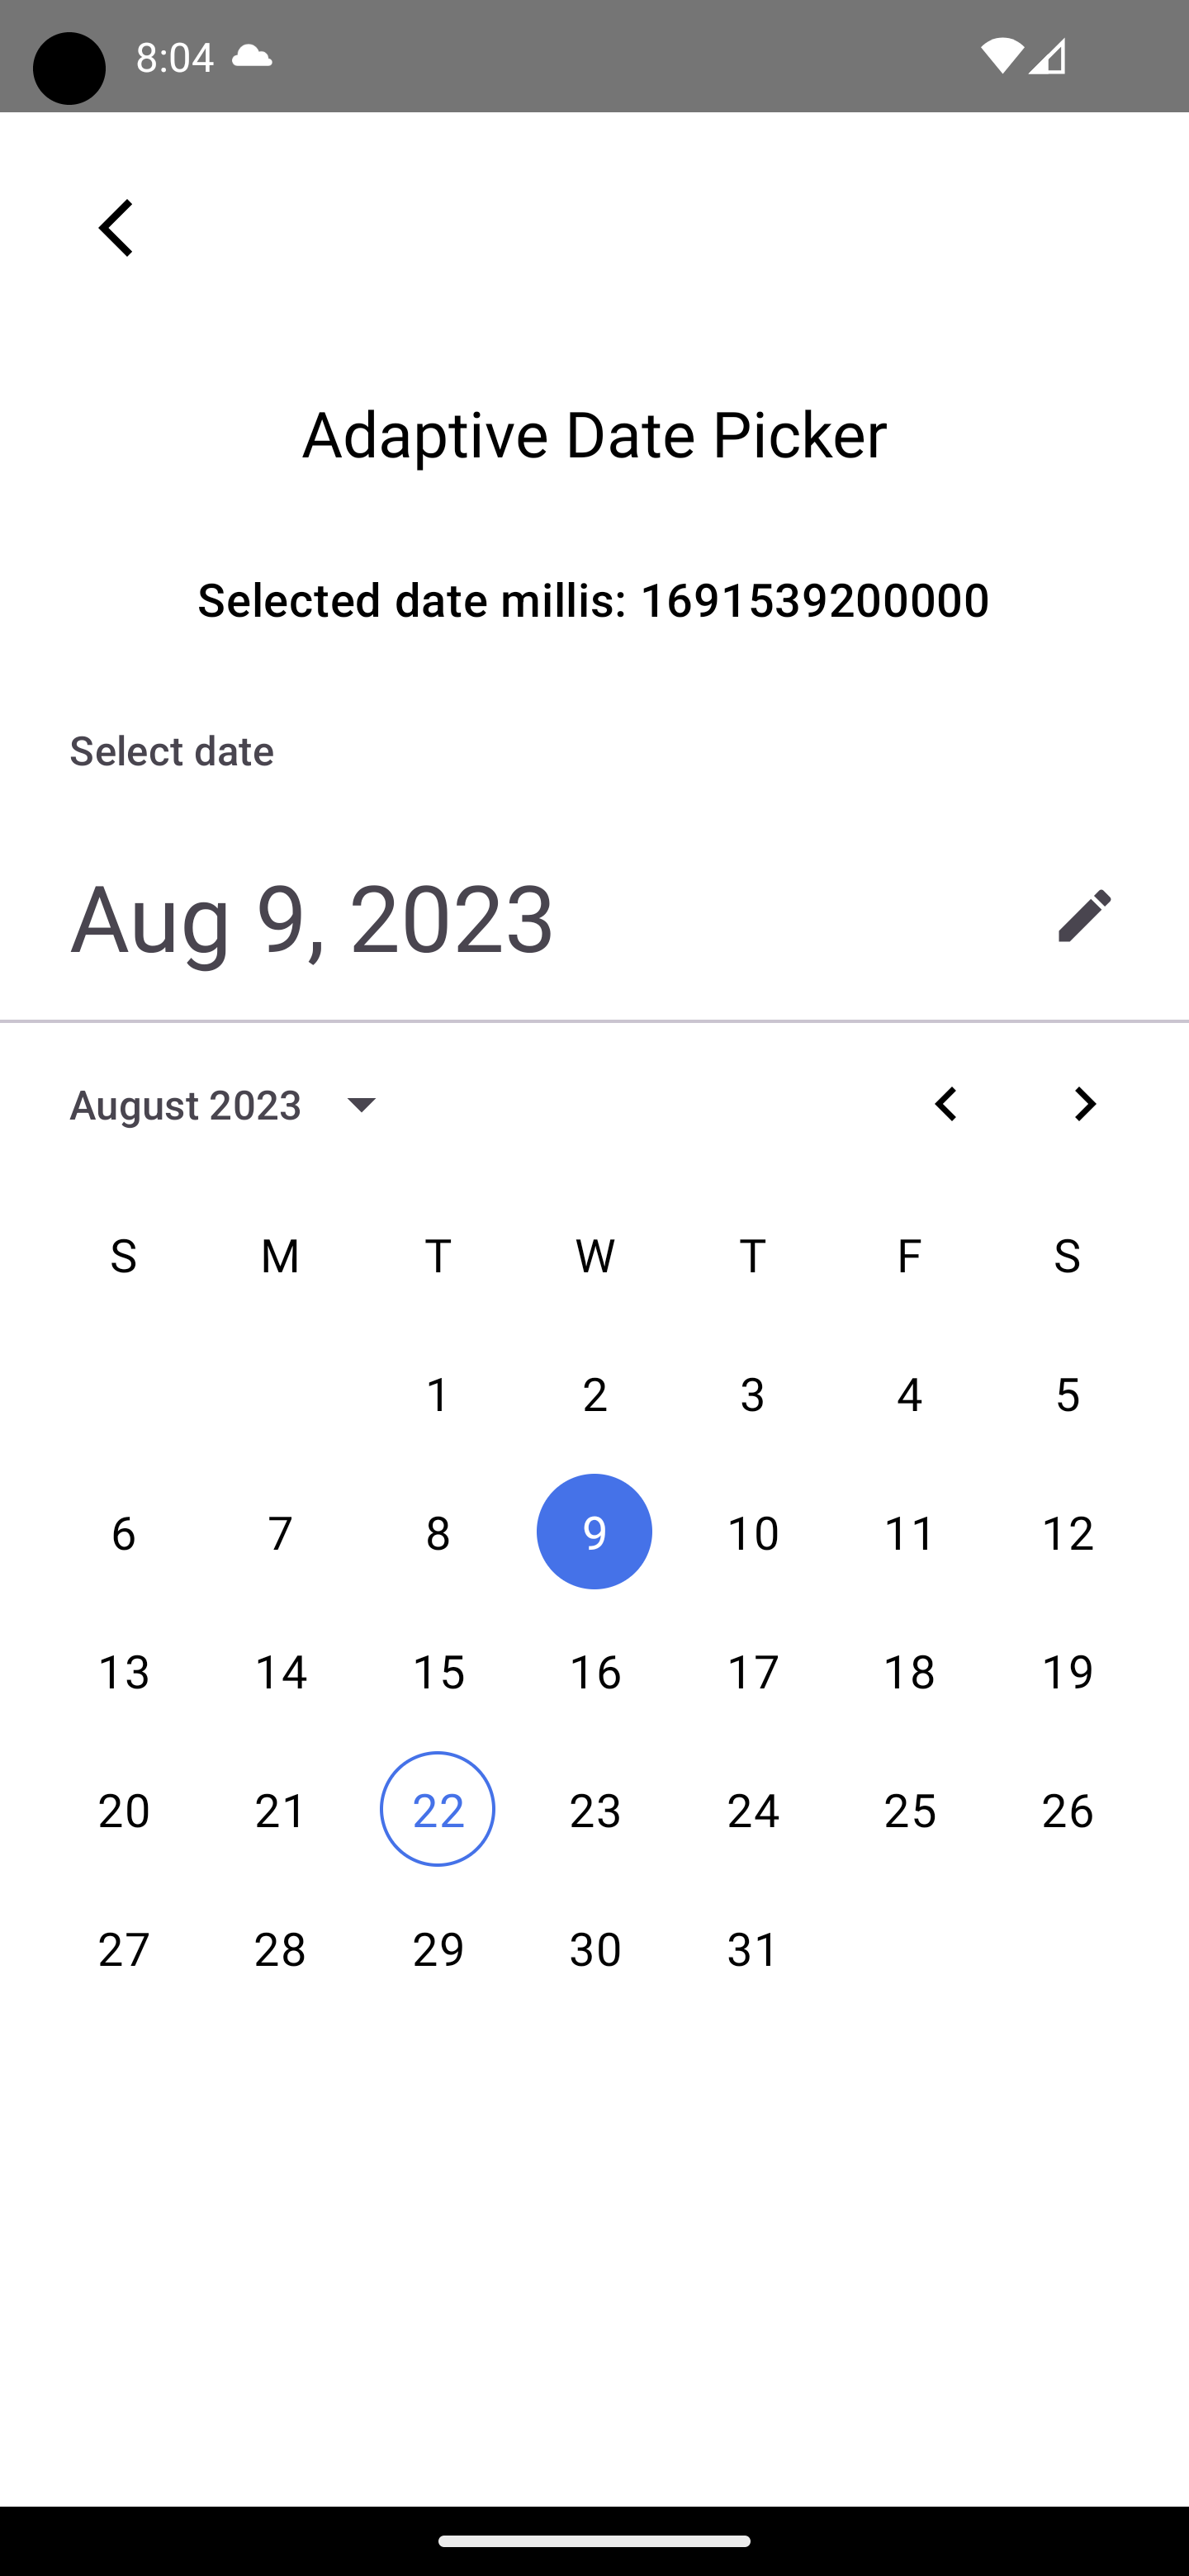 8:04
Adaptive Date Picker
Selected date millis: 1691539200000
Select date
Aug 9, 2023
August 2023
S M T W T F S
1 2 3 4 5
6 7 8 9 10 11 12
13 14 15 16 17 18 19
20 21 22 23 24 25 26
27 28 29 30 31